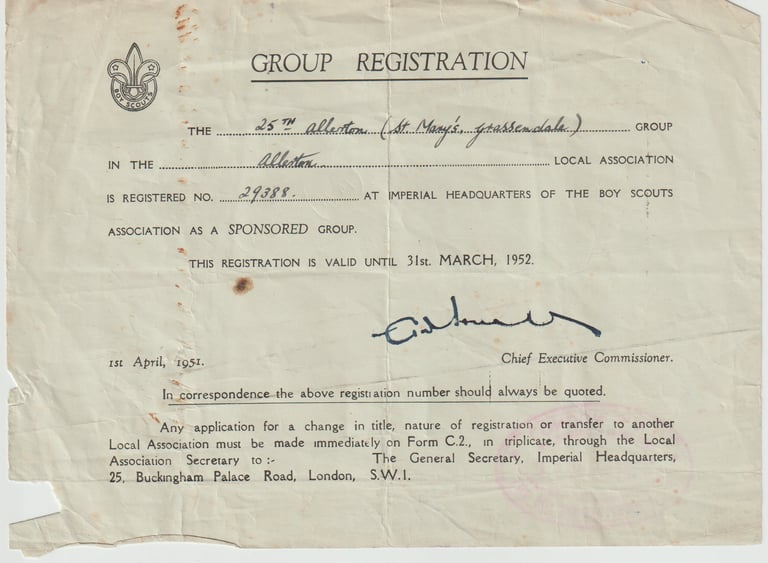 BOY SCOUTS
GROUP REGISTRATION
THE 25TH Allerton (St. Mary's, Grassendale) GROUP
IN THE Allerton LOCAL ASSOCIATION
IS REGISTERED NO. 29388. AT IMPERIAL HEADQUARTERS OF THE BOY SCOUTS
ASSOCIATION AS A SPONSORED GROUP.
THIS REGISTRATION IS VALID UNTIL 31st. MARCH, 1952.
1st April, 1951. Chief Executive Commissioner.
In correspondence the above registration number should always be quoted.
Any application for a change in title, nature of registration or transfer to another
Local Association must be made immediately on Form C.2., in triplicate, through the Local
Association Secretary to :- The General Secretary, Imperial Headquarters,
25, Buckingham Palace Road, London, S.W.1.